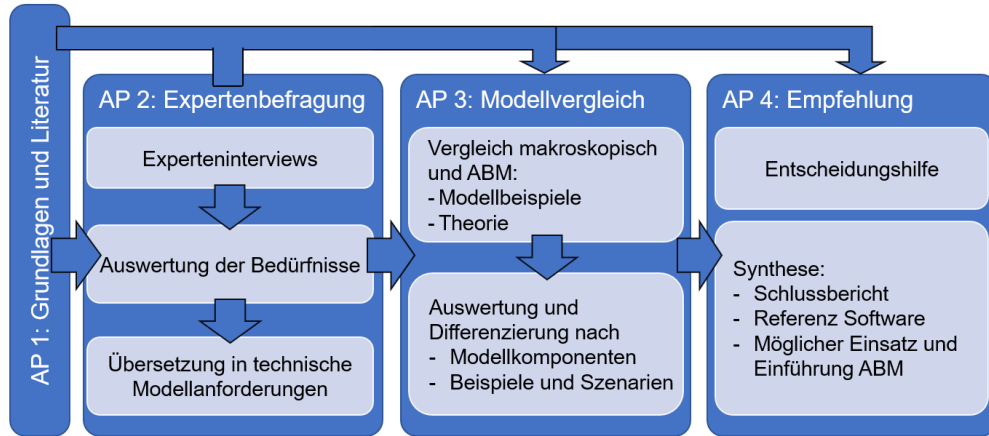 AP 1: Grundlagen und Literatur
AP 2: Expertenbefragung
Experteninterviews
Auswertung der Bedürfnisse
Übersetzung in technische
Modellanforderungen
AP 3: Modellvergleich
Vergleich makroskopisch
und ABM:
- Modellbeispiele
- Theorie
Auswertung und
Differenzierung nach
- Modellkomponenten
- Beispiele und Szenarien
AP 4: Empfehlung
Entscheidungshilfe
Synthese:
- Schlussbericht
- Referenz Software
- Möglicher Einsatz und
Einführung ABM